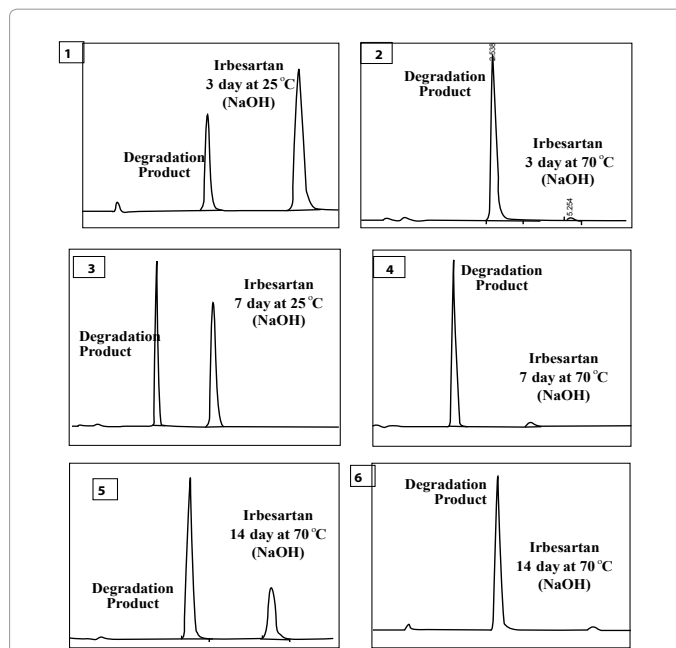 1
Irbesartan
3 day at 25 °C
(NaOH)
Degradation
Product
2
2.538
Degradation
Product
Irbesartan
3 day at 70 °C
(NaOH)
5.254
3
Irbesartan
7 day at 25 °C
(NaOH)
Degradation
Product
4
Degradation
Product
Irbesartan
7 day at 70 °C
(NaOH)
5
Irbesartan
14 day at 70 °C
(NaOH)
Degradation
Product
6
Degradation
Product
Irbesartan
14 day at 70 °C
(NaOH)